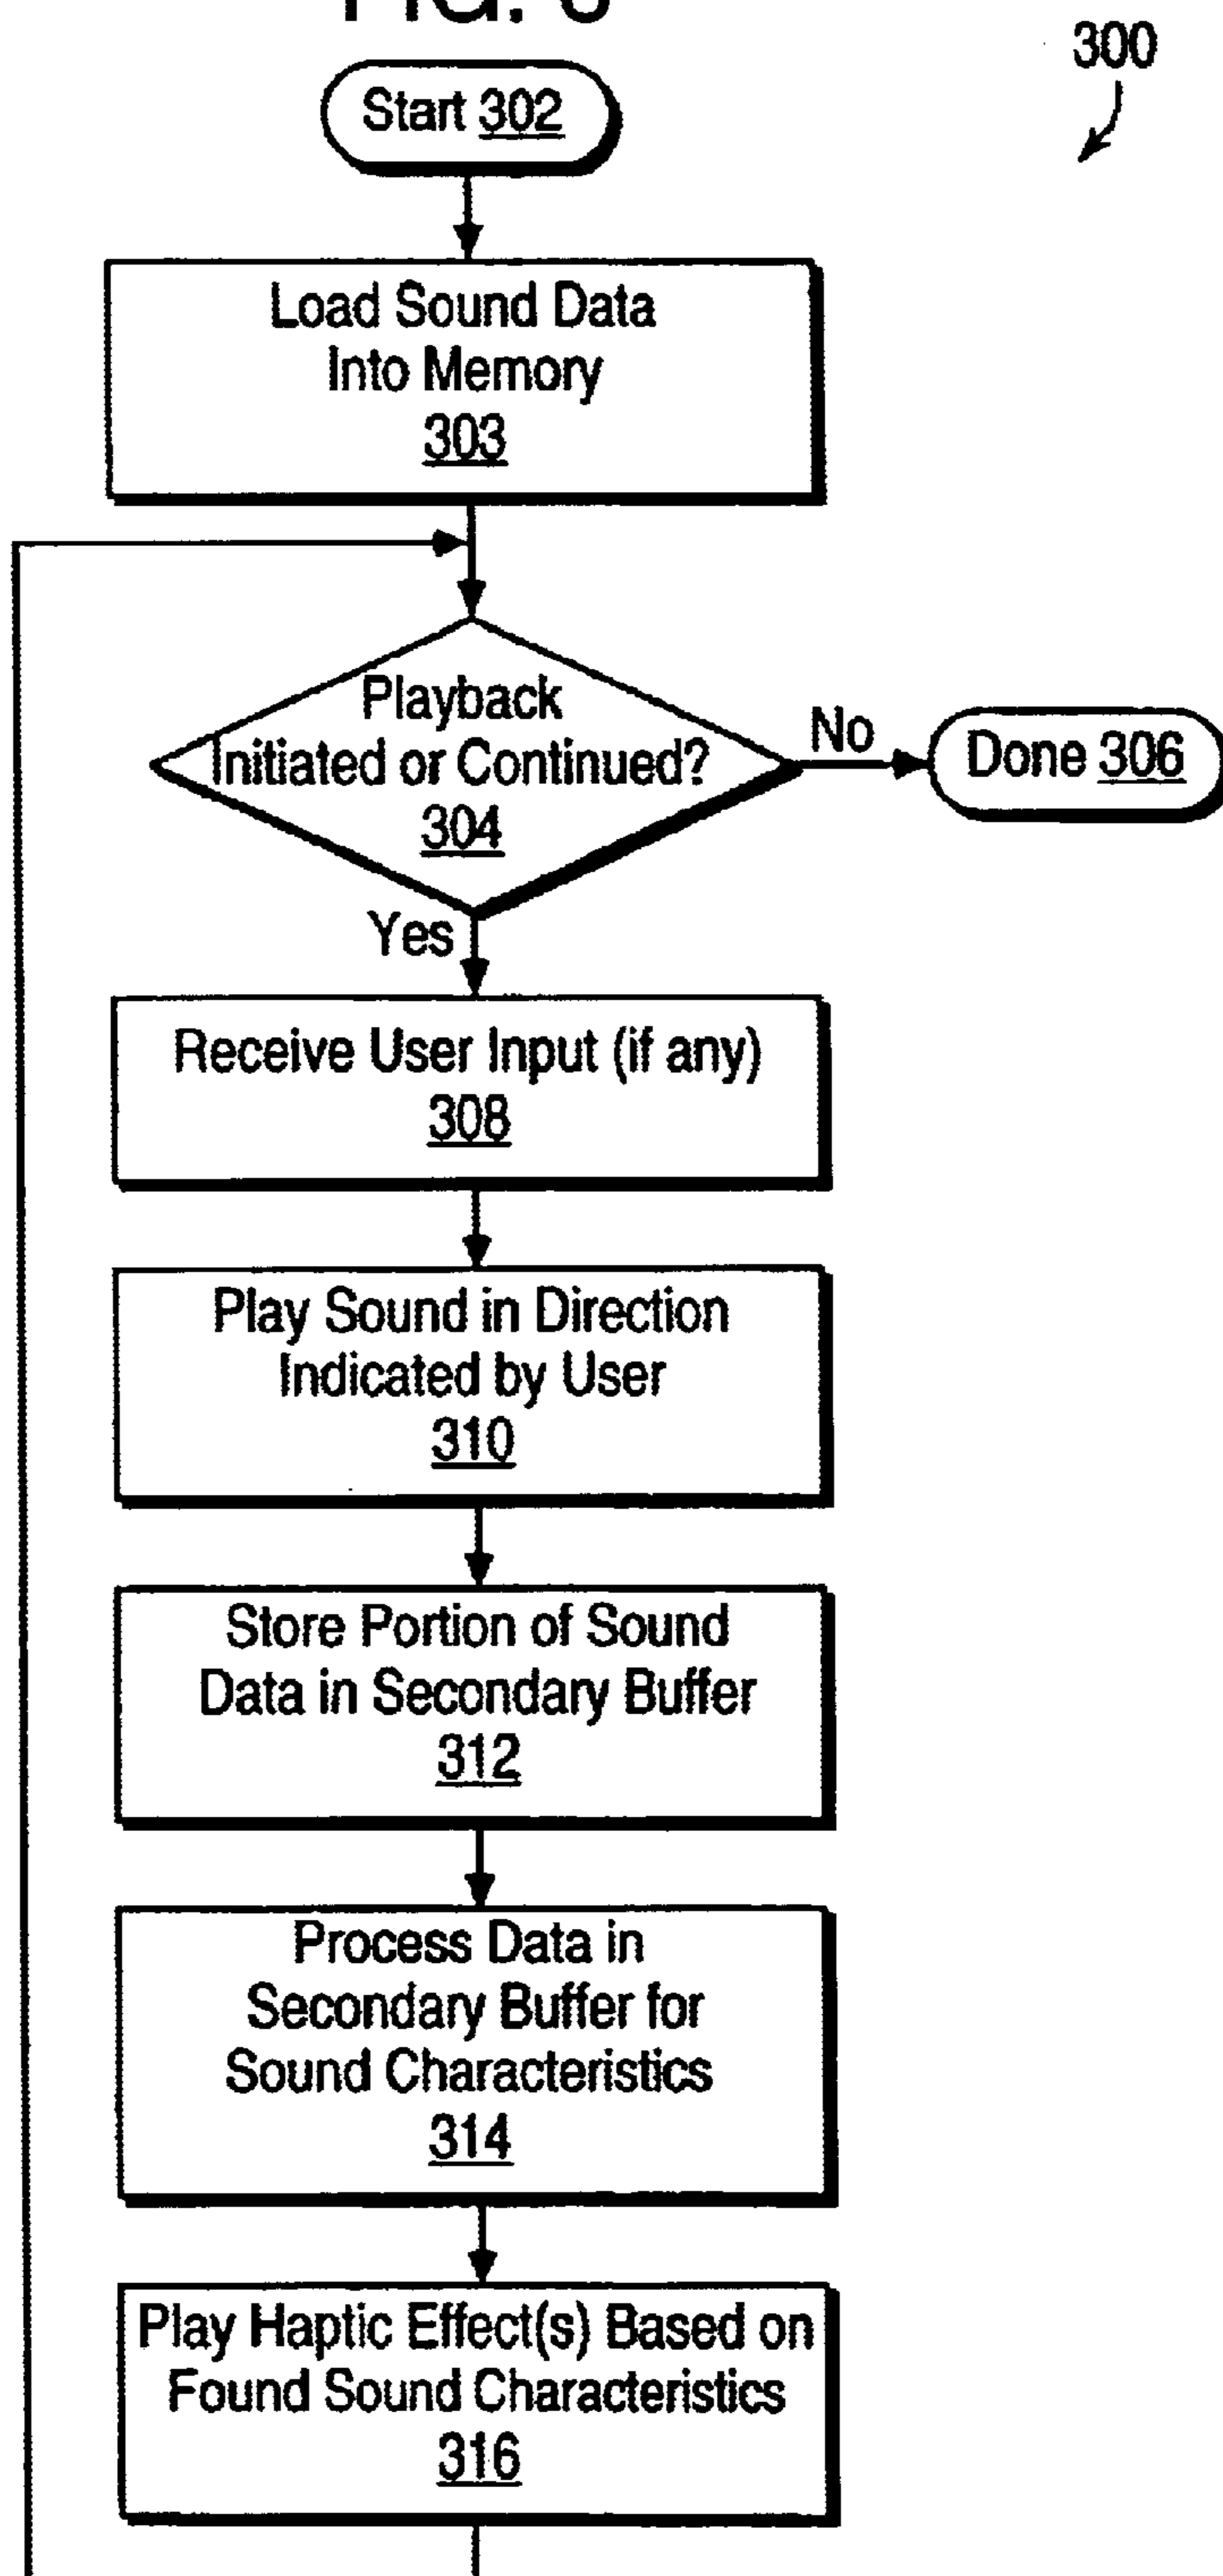 FIG.
300
Start 302
Load Sound Data
Into Memory
303
Playback
Initiated or Continued?
304
No
Done 306
Yes
Receive User Input (if any)
308
Play Sound in Direction
Indicated by User
310
Store Portion of Sound
Data in Secondary Buffer
312
Process Data in
Secondary Buffer for
Sound Characteristics
314
Play Haptic Effect(s) Based on
Found Sound Characteristics
316